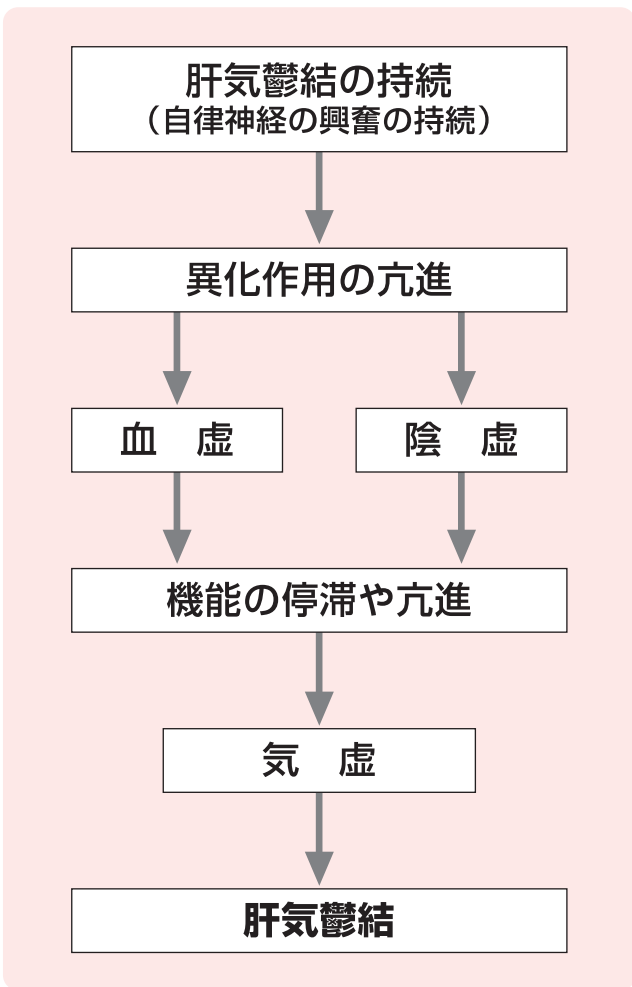 肝気鬱結の持続
（自律神経の興奮の持続）
異化作用の亢進
血　虚
陰　虚
機能の停滞や亢進
気　虚
肝気鬱結